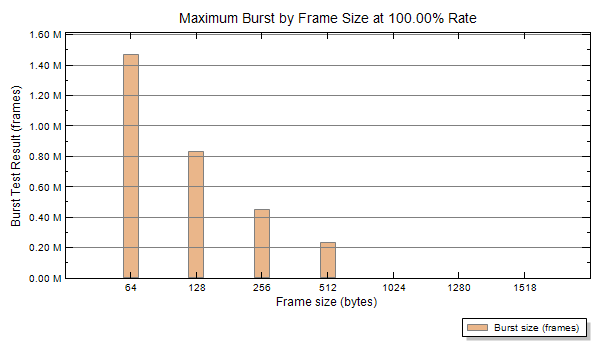 Maximum Burst by Frame Size at 100.00% Rate
Burst Test Result (frames)
1.60 M
1.40 M
1.20 M
1.00 M
0.80 M
0.60 M
0.40 M
0.20 M
0.00 M
64 128 256 512 1024 1280 1518
Frame size (bytes)
Burst size (frames)